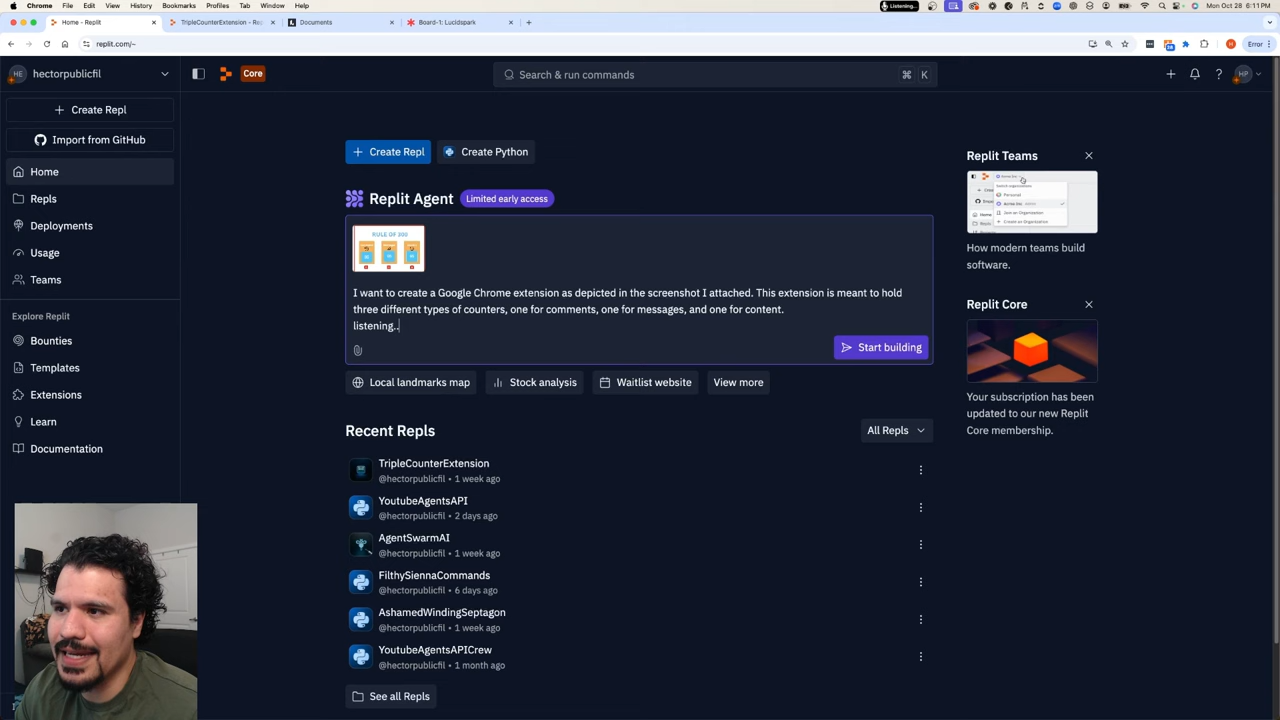 Chrome File Edit View History Bookmarks Profiles Tab Window Help
Listening... Mon Oct 28 6:11 PM
Home - Replit
TripleCounterExtension - Rep
Documents
Board-1: Lucidspark
replit.com/~
Error
HE hectorpublicfil
Core
Search & run commands
K
HP
Create Repl
Import from GitHub
Home
Repls
Deployments
Usage
Teams
Explore Replit
Bounties
Templates
Extensions
Learn
Documentation
Create Repl
Create Python
Replit Agent Limited early access
RULE OF 300
I want to create a Google Chrome extension as depicted in the screenshot I attached. This extension is meant to hold
three different types of counters, one for comments, one for messages, and one for content.
listening..
Start building
Local landmarks map
Stock analysis
Waitlist website
View more
Recent Repls
All Repls
TripleCounterExtension
@hectorpublicfil • 1 week ago
YoutubeAgentsAPI
@hectorpublicfil • 2 days ago
AgentSwarmAI
@hectorpublicfil • 1 week ago
FilthySiennaCommands
@hectorpublicfil • 6 days ago
AshamedWindingSeptagon
@hectorpublicfil • 1 week ago
YoutubeAgentsAPICrew
@hectorpublicfil • 1 month ago
See all Repls
Replit Teams
How modern teams build
software.
Replit Core
Your subscription has been
updated to our new Replit
Core membership.